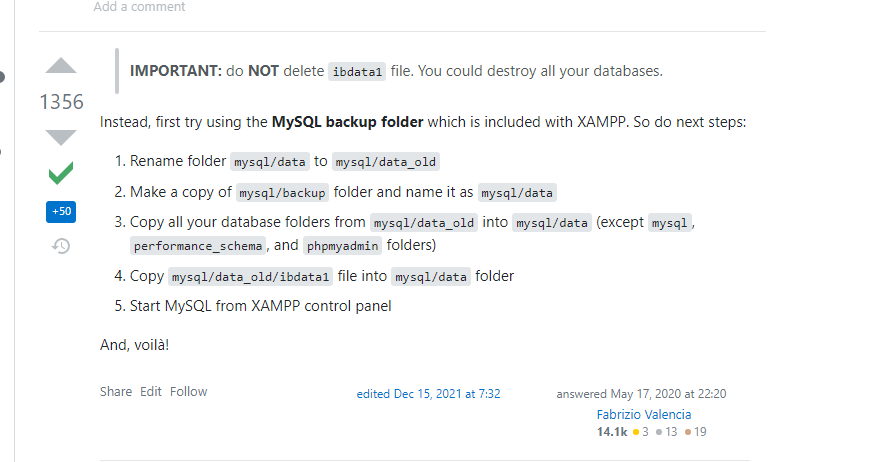 Add a comment
IMPORTANT: do NOT delete ibdata1 file. You could destroy all your databases.
1356
Instead, first try using the MySQL backup folder which is included with XAMPP. So do next steps:
1. Rename folder mysql/data to mysql/data_old
2. Make a copy of mysql/backup folder and name it as mysql/data
+50
3. Copy all your database folders from mysql/data_old into mysql/data (except mysql,
performance_schema, and phpmyadmin folders)
4. Copy mysql/data_old/ibdata1 file into mysql/data folder
5. Start MySQL from XAMPP control panel
And, voilà!
Share Edit Follow
edited Dec 15, 2021 at 7:32
answered May 17, 2020 at 22:20
Fabrizio Valencia
14.1k ●3 ●13 ●19